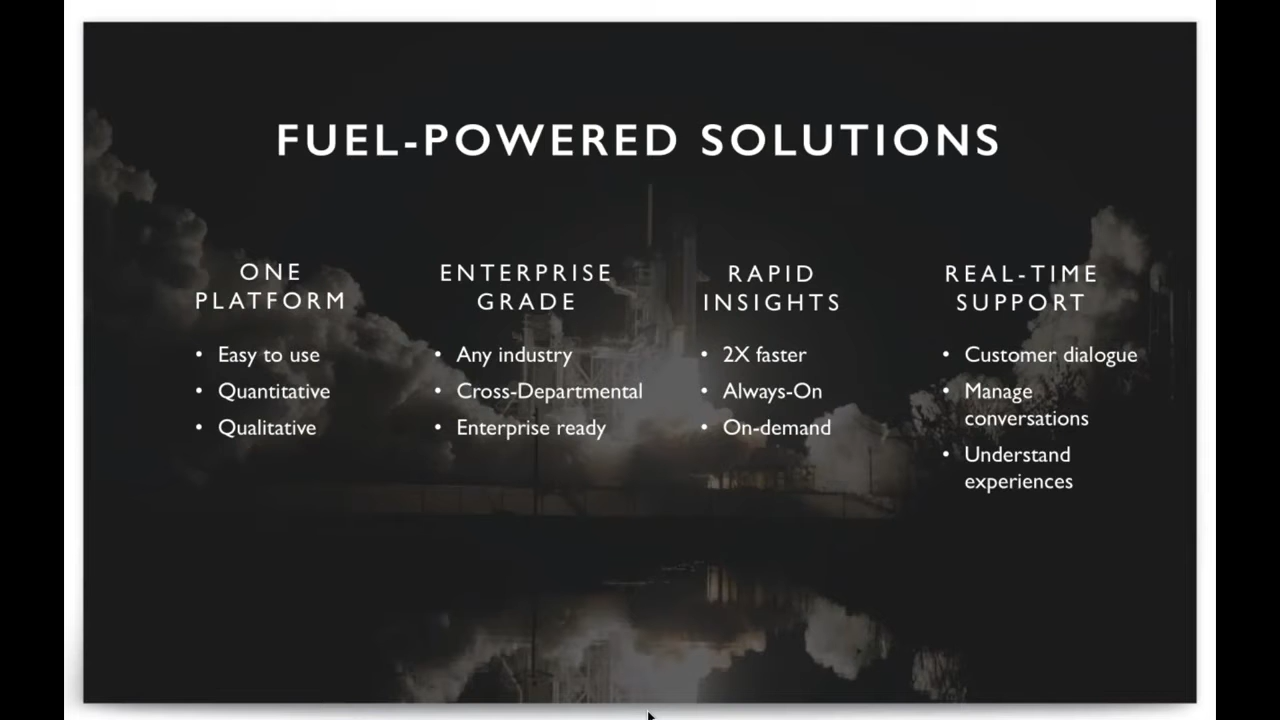 FUEL-POWERED SOLUTIONS
ONE
PLATFORM
• Easy to use
• Quantitative
• Qualitative
ENTERPRISE
GRADE
• Any industry
• Cross-Departmental
• Enterprise ready
RAPID
INSIGHTS
• 2X faster
• Always-On
• On-demand
REAL-TIME
SUPPORT
• Customer dialogue
• Manage
conversations
• Understand
experiences